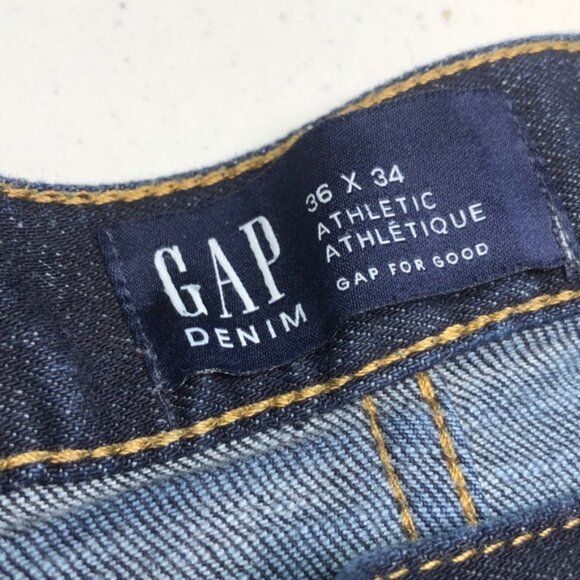 GAP
DENIM
36 X 34
ATHLETIC
ATHLÉTIQUE
GAP FOR GOOD